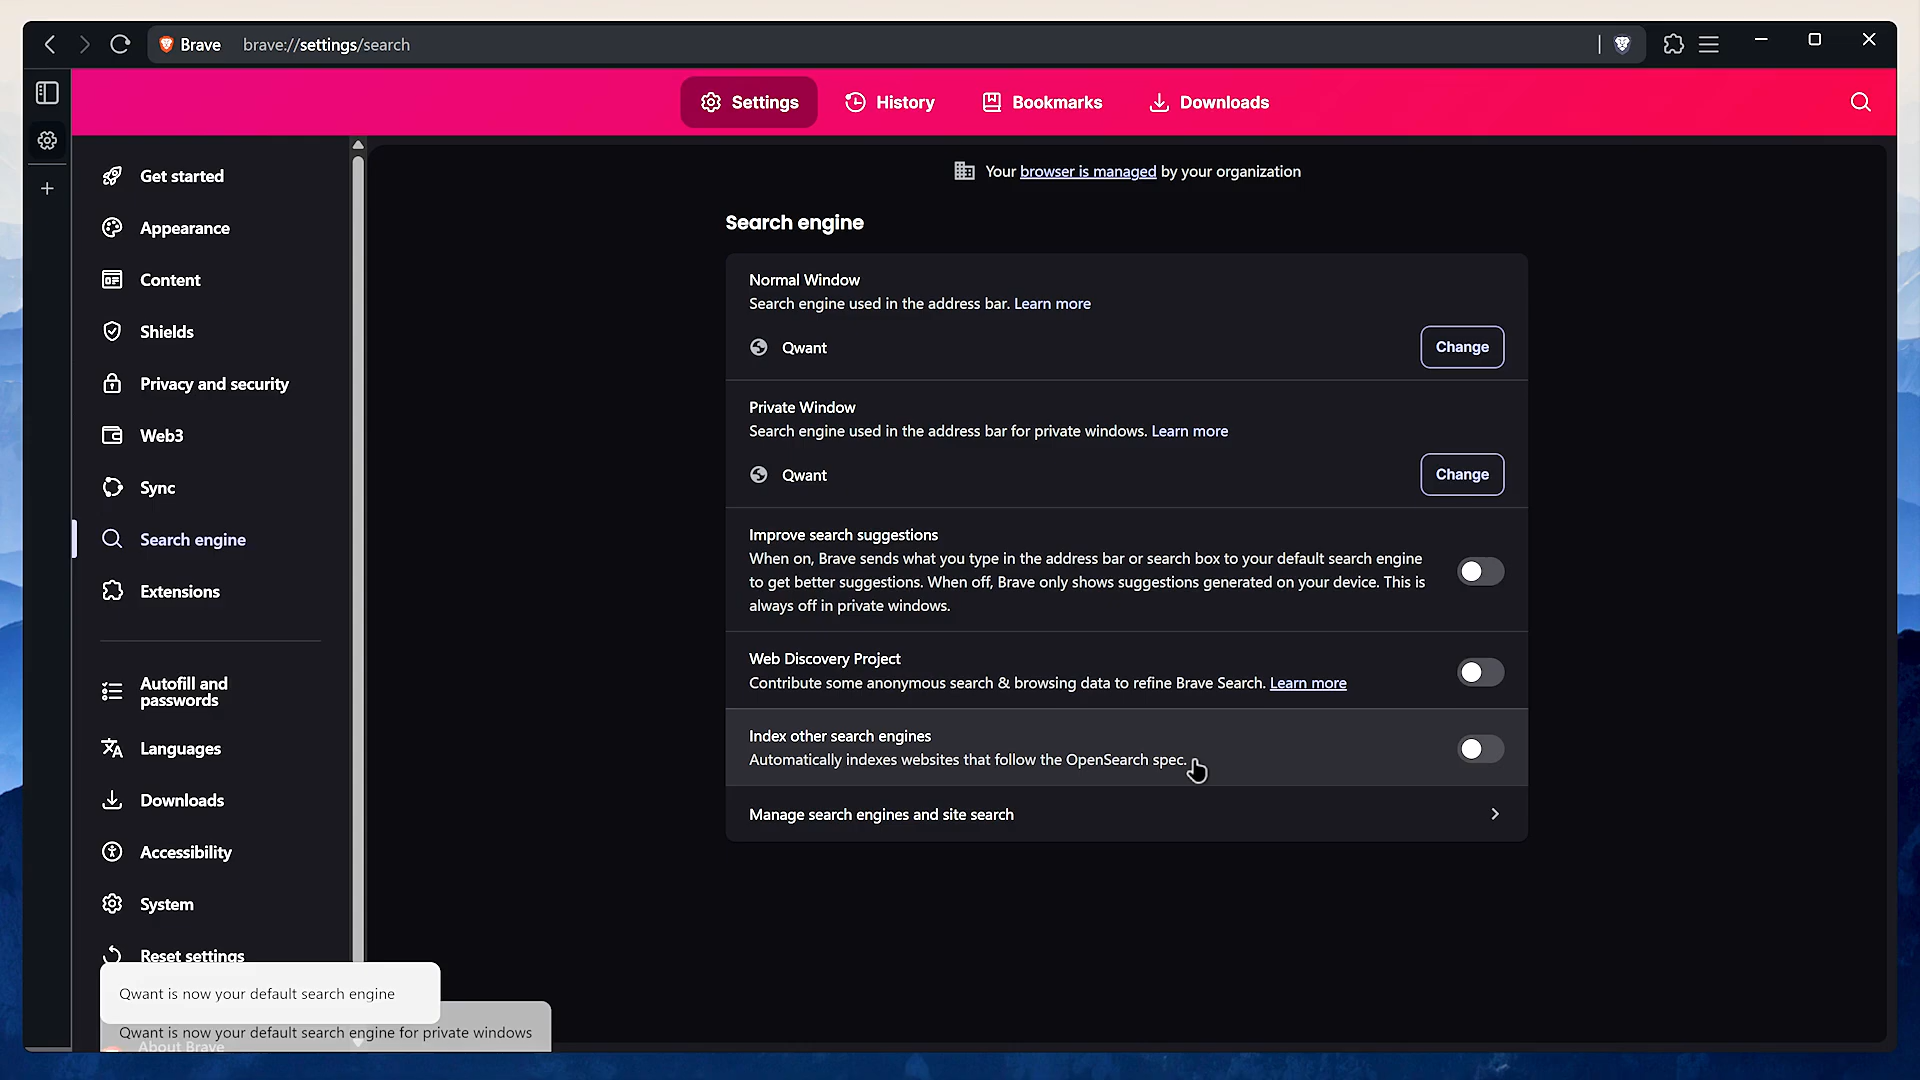 Brave brave://settings/search
Settings History Bookmarks Downloads
Your browser is managed by your organization
Get started
Appearance
Content
Shields
Privacy and security
Web3
Sync
Search engine
Extensions
Autofill and
passwords
Languages
Downloads
Accessibility
System
Reset settings
About Brave
Search engine
Normal Window
Search engine used in the address bar. Learn more
Qwant Change
Private Window
Search engine used in the address bar for private windows. Learn more
Qwant Change
Improve search suggestions
When on, Brave sends what you type in the address bar or search box to your default search engine
to get better suggestions. When off, Brave only shows suggestions generated on your device. This is
always off in private windows.
Web Discovery Project
Contribute some anonymous search & browsing data to refine Brave Search. Learn more
Index other search engines
Automatically indexes websites that follow the OpenSearch spec.
Manage search engines and site search
Qwant is now your default search engine
Qwant is now your default search engine for private windows